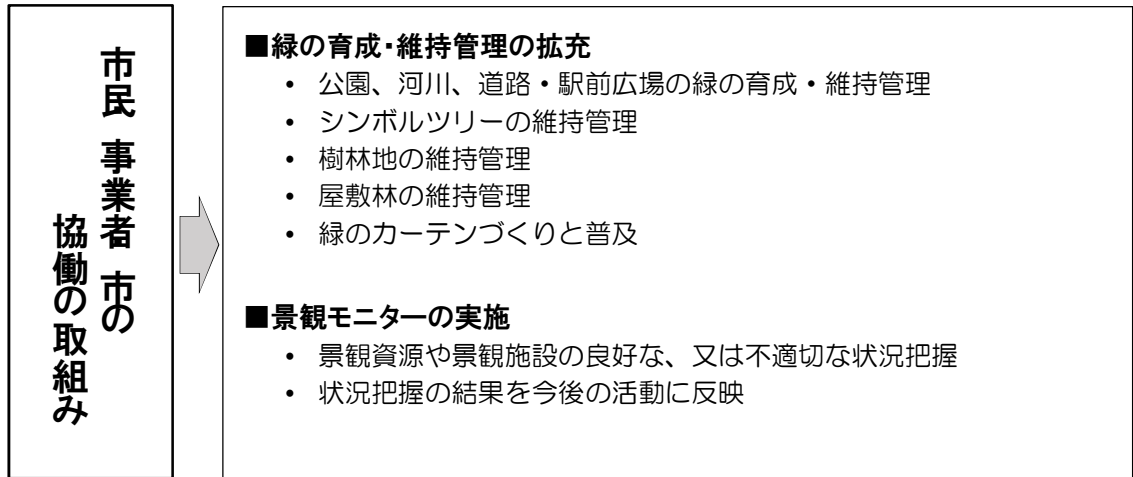 市民 事業者 市の
協働の取組み
■緑の育成・維持管理の拡充
• 公園、河川、道路・駅前広場の緑の育成・維持管理
• シンボルツリーの維持管理
• 樹林地の維持管理
• 屋敷林の維持管理
• 緑のカーテンづくりと普及
■景観モニターの実施
• 景観資源や景観施設の良好な、又は不適切な状況把握
• 状況把握の結果を今後の活動に反映